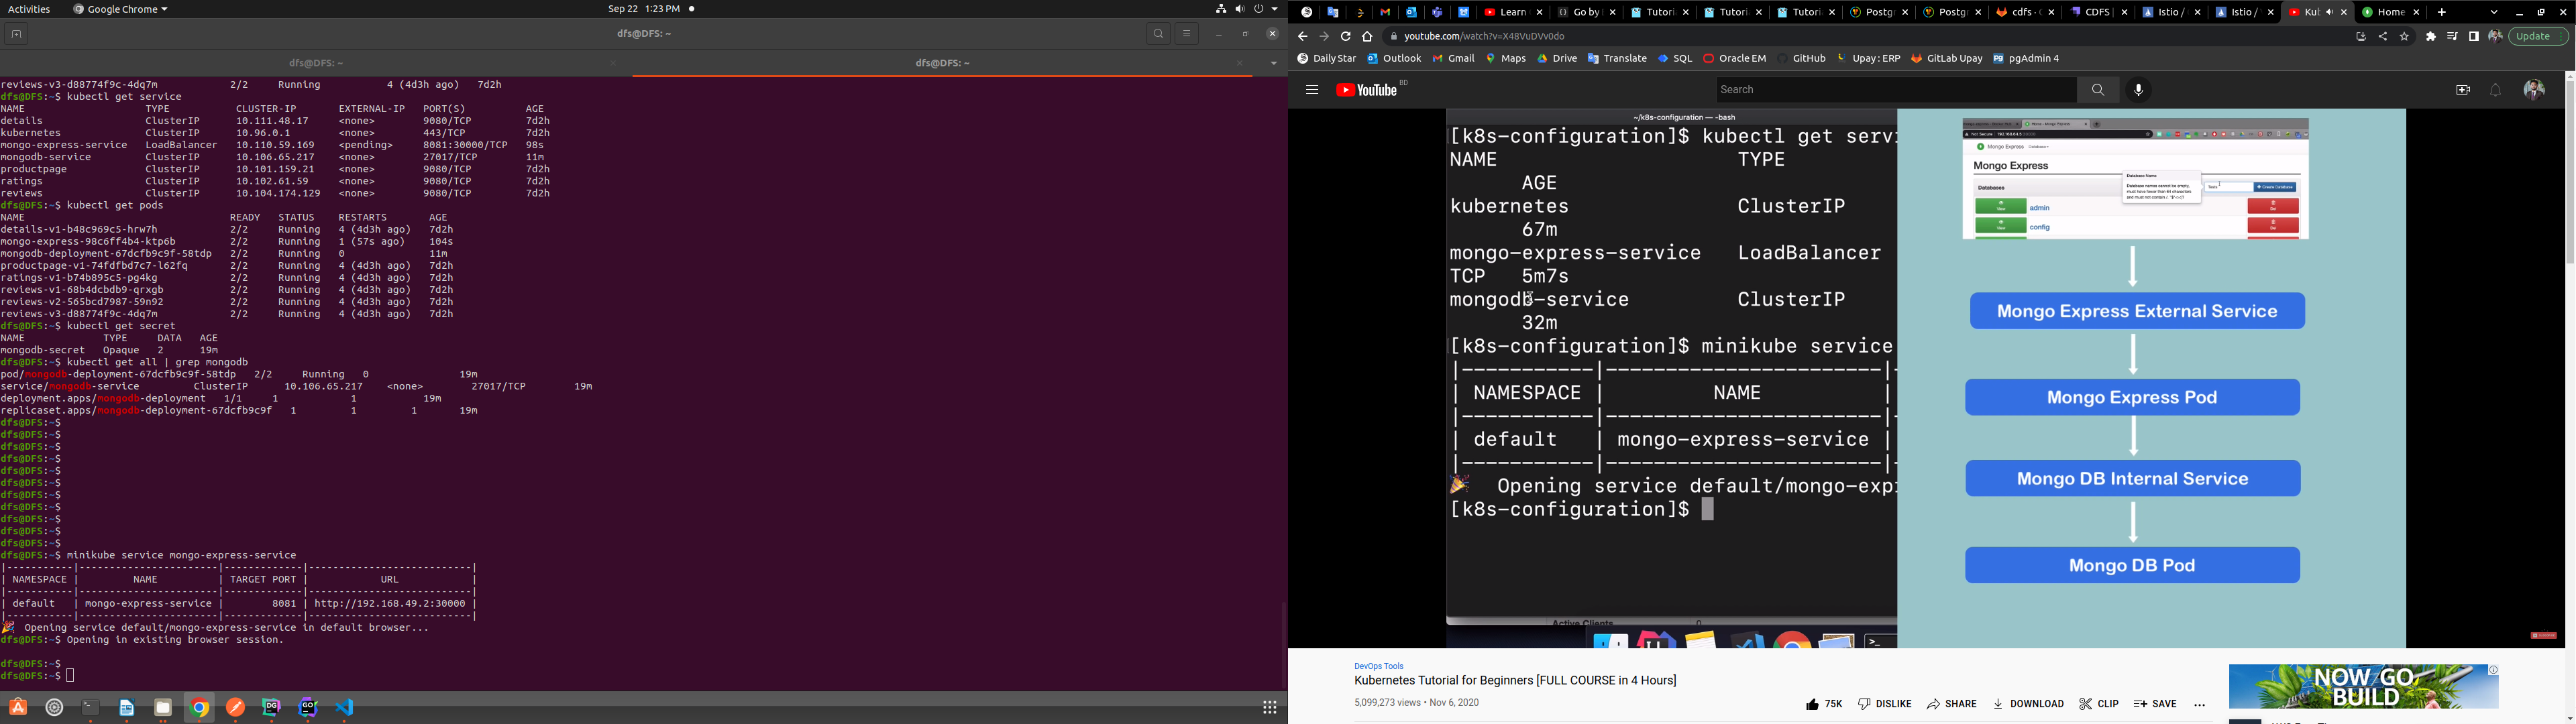 Activities
Google Chrome
Sep 22 1:23 PM
dfs@DFS: ~
dfs@DFS: ~
dfs@DFS: ~
reviews-v3-d88774f9c-4dq7m 2/2 Running 4 (4d3h ago) 7d2h
dfs@DFS:~$ kubectl get service
NAME TYPE CLUSTER-IP EXTERNAL-IP PORT(S) AGE
details ClusterIP 10.111.48.17 <none> 9080/TCP 7d2h
kubernetes ClusterIP 10.96.0.1 <none> 443/TCP 7d2h
mongo-express-service LoadBalancer 10.110.59.169 <pending> 8081:30000/TCP 98s
mongodb-service ClusterIP 10.106.65.217 <none> 27017/TCP 11m
productpage ClusterIP 10.101.159.21 <none> 9080/TCP 7d2h
ratings ClusterIP 10.102.61.59 <none> 9080/TCP 7d2h
reviews ClusterIP 10.104.174.129 <none> 9080/TCP 7d2h
dfs@DFS:~$ kubectl get pods
NAME READY STATUS RESTARTS AGE
details-v1-b48c969c5-hrw7h 2/2 Running 4 (4d3h ago) 7d2h
mongo-express-98c6ff4b4-ktp6b 2/2 Running 1 (57s ago) 104s
mongodb-deployment-67dcfb9c9f-58tdp 2/2 Running 0 11m
productpage-v1-74fdfbd7c7-l62fq 2/2 Running 4 (4d3h ago) 7d2h
ratings-v1-b74b895c5-pg4kg 2/2 Running 4 (4d3h ago) 7d2h
reviews-v1-68b4dcbdb9-qrxgb 2/2 Running 4 (4d3h ago) 7d2h
reviews-v2-565bcd7987-59n92 2/2 Running 4 (4d3h ago) 7d2h
reviews-v3-d88774f9c-4dq7m 2/2 Running 4 (4d3h ago) 7d2h
dfs@DFS:~$ kubectl get secret
NAME TYPE DATA AGE
mongodb-secret Opaque 2 19m
dfs@DFS:~$ kubectl get all | grep mongodb
pod/mongodb-deployment-67dcfb9c9f-58tdp 2/2 Running 0 19m
service/mongodb-service ClusterIP 10.106.65.217 <none> 27017/TCP 19m
deployment.apps/mongodb-deployment 1/1 1 1 19m
replicaset.apps/mongodb-deployment-67dcfb9c9f 1 1 1 19m
dfs@DFS:~$
dfs@DFS:~$
dfs@DFS:~$
dfs@DFS:~$
dfs@DFS:~$
dfs@DFS:~$
dfs@DFS:~$
dfs@DFS:~$
dfs@DFS:~$
dfs@DFS:~$
dfs@DFS:~$
dfs@DFS:~$ minikube service mongo-express-service
|-----------|-----------------------|-------------|---------------------------|
| NAMESPACE | NAME | TARGET PORT | URL |
|-----------|-----------------------|-------------|---------------------------|
| default | mongo-express-service | 8081 | http://192.168.49.2:30000 |
|-----------|-----------------------|-------------|---------------------------|
🎉 Opening service default/mongo-express-service in default browser...
dfs@DFS:~$ Opening in existing browser session.
dfs@DFS:~$
dfs@DFS:~$
Learn
Go by
Tutori
Tutori
Tutori
Postgr
Postgr
cdfs ·
CDFS
Istio /
Istio /
Kub
Home
youtube.com/watch?v=X48VuDVv0do
Update
Daily Star Outlook Gmail Maps Drive Translate SQL Oracle EM GitHub Upay : ERP GitLab Upay pgAdmin 4
YouTube BD
Search
~/k8s-configuration — -bash
[k8s-configuration]$ kubectl get servi
NAME TYPE
AGE
kubernetes ClusterIP
67m
mongo-express-service LoadBalancer
TCP 5m7s
mongodb-service ClusterIP
32m
[k8s-configuration]$ minikube service
|-----------|-----------------------|-
| NAMESPACE | NAME |
|-----------|-----------------------|-
| default | mongo-express-service |
|-----------|-----------------------|-
🎉 Opening service default/mongo-exp
[k8s-configuration]$
Active Clients 0
Mongo Express
Mongo Express
Databases
Database Name
Create Database
View admin Del
View config Del
Mongo Express External Service
Mongo Express Pod
Mongo DB Internal Service
Mongo DB Pod
DevOps Tools
Kubernetes Tutorial for Beginners [FULL COURSE in 4 Hours]
5,099,273 views • Nov 6, 2020
75K DISLIKE SHARE DOWNLOAD CLIP SAVE
NOW GO
BUILD